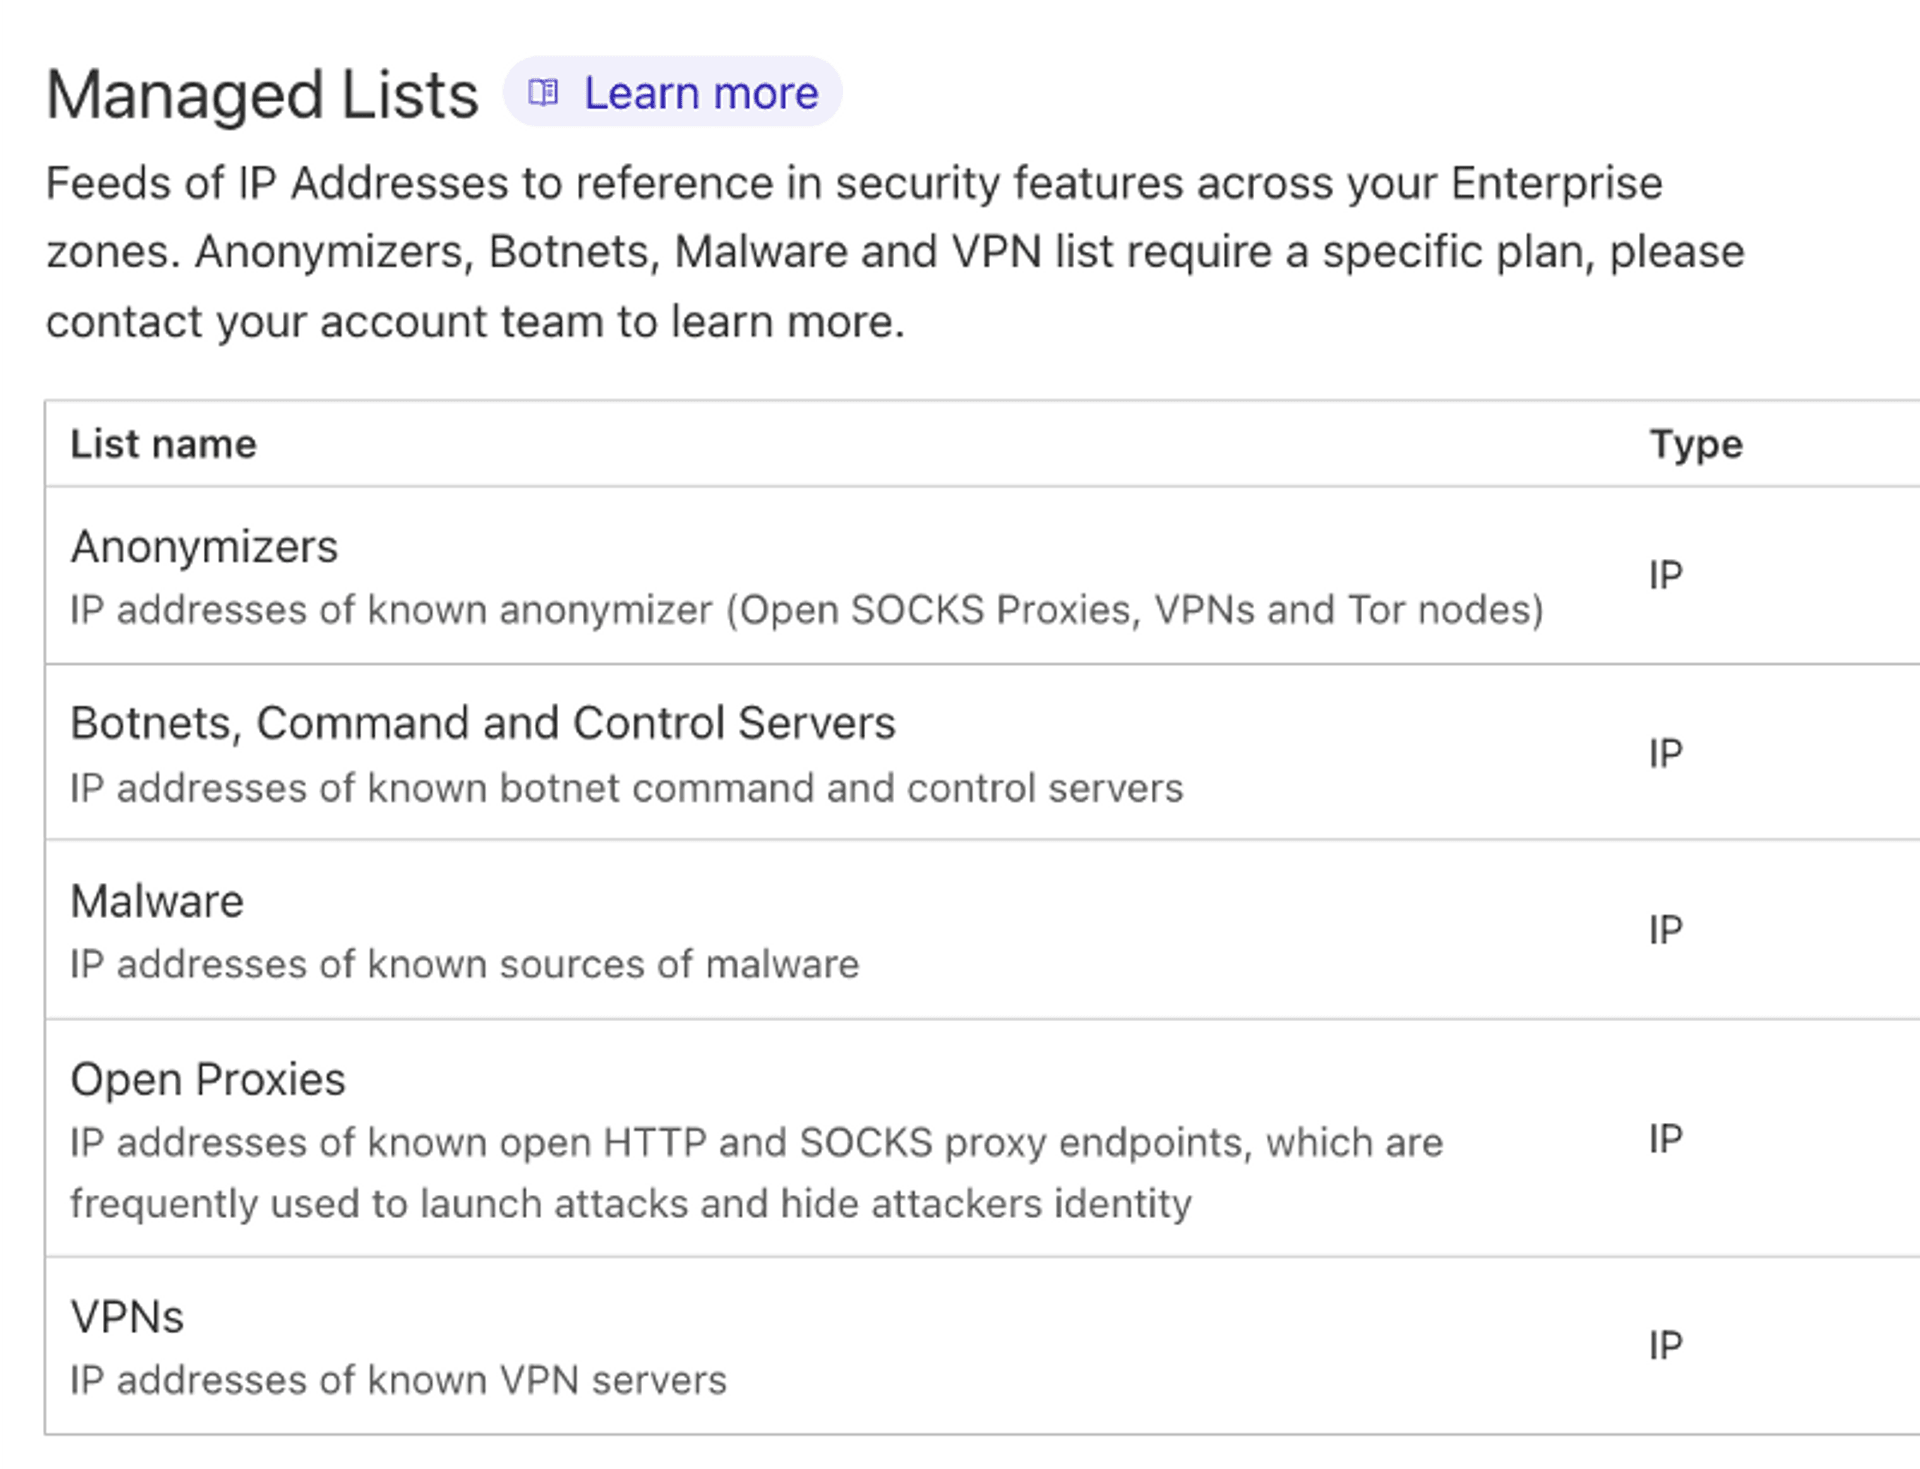 Managed Lists
Learn more
Feeds of IP Addresses to reference in security features across your Enterprise
zones. Anonymizers, Botnets, Malware and VPN list require a specific plan, please
contact your account team to learn more.
List name
Type
Anonymizers
IP addresses of known anonymizer (Open SOCKS Proxies, VPNs and Tor nodes)
IP
Botnets, Command and Control Servers
IP addresses of known botnet command and control servers
IP
Malware
IP addresses of known sources of malware
IP
Open Proxies
IP addresses of known open HTTP and SOCKS proxy endpoints, which are
frequently used to launch attacks and hide attackers identity
IP
VPNs
IP addresses of known VPN servers
IP